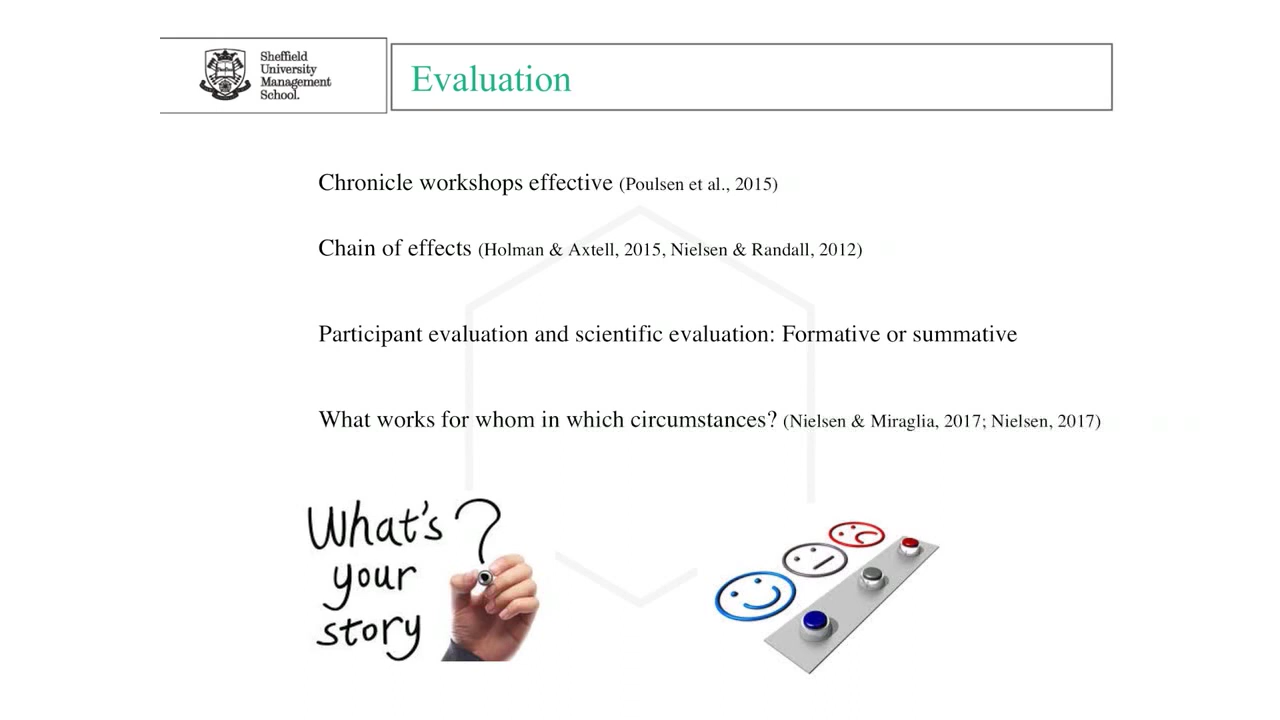 Sheffield
University
Management
School.
Evaluation
Chronicle workshops effective (Poulsen et al., 2015)
Chain of effects (Holman & Axtell, 2015, Nielsen & Randall, 2012)
Participant evaluation and scientific evaluation: Formative or summative
What works for whom in which circumstances? (Nielsen & Miraglia, 2017; Nielsen, 2017)
What's ?
your
story